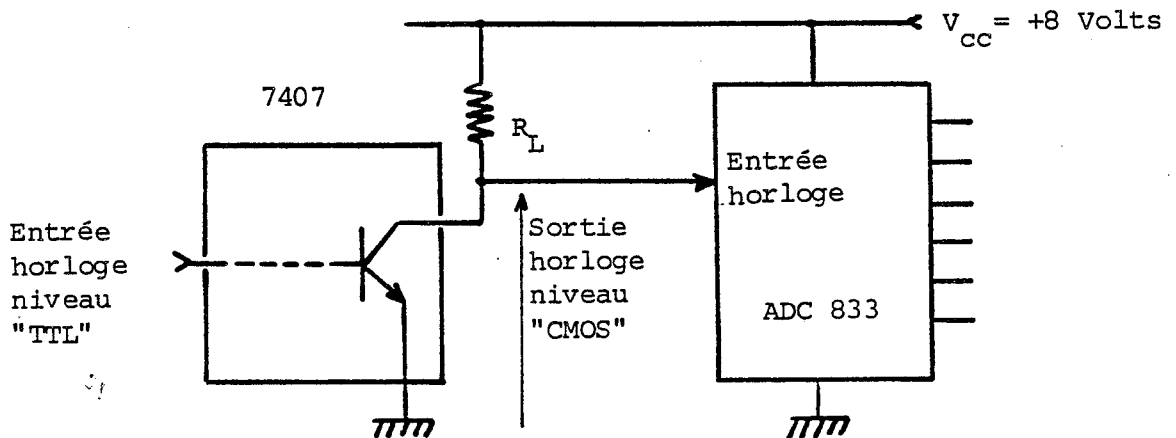 V_cc = +8 Volts
7407
R_L
Entrée
horloge
Entrée
horloge
niveau
"TTL"
Sortie
horloge
niveau
"CMOS"
ADC 833